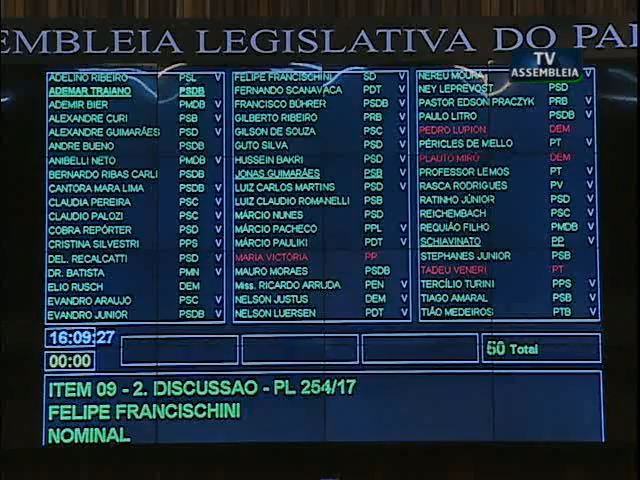 EMBLEIA LEGISLATIVA DO PA
TV
ASSEMBLEIA
ADELINO RIBEIRO PSL V
ADEMAR TRAIANO PSDB
ADEMIR BIER PMDB V
ALEXANDRE CURI PSB V
ALEXANDRE GUIMARÃES PSD V
ANDRE BUENO PSDB
ANIBELLI NETO PMDB V
BERNARDO RIBAS CARLI PSDB
CANTORA MARA LIMA PSDB V
CLAUDIA PEREIRA PSC V
CLAUDIO PALOZI PSC V
COBRA REPÓRTER PSD V
CRISTINA SILVESTRI PPS V
DEL. RECALCATTI PSD V
DR. BATISTA PMN V
ELIO RUSCH DEM
EVANDRO ARAUJO PSC V
EVANDRO JUNIOR PSDB V
FELIPE FRANCISCHINI SD V
FERNANDO SCANAVACA PDT V
FRANCISCO BÜHRER PSDB V
GILBERTO RIBEIRO PRB V
GILSON DE SOUZA PSC V
GUTO SILVA PSD V
HUSSEIN BAKRI PSD V
JONAS GUIMARÃES PSB V
LUIZ CARLOS MARTINS PSD V
LUIZ CLAUDIO ROMANELLI PSB
MÁRCIO NUNES PSD
MÁRCIO PACHECO PPL V
MÁRCIO PAULIKI PDT V
MARIA VICTÓRIA PP
MAURO MORAES PSDB
Miss. RICARDO ARRUDA PEN V
NELSON JUSTUS DEM V
NELSON LUERSEN PDT V
NEREU MOURA V
NEY LEPREVOST PSD
PASTOR EDSON PRACZYK PRB V
PAULO LITRO PSDB V
PEDRO LUPION DEM
PÉRICLES DE MELLO PT V
PLAUTO MIRÓ DEM
PROFESSOR LEMOS PT V
RASCA RODRIGUES PV V
RATINHO JÚNIOR PSD V
REICHEMBACH PSC V
REQUIÃO FILHO PMDB V
SCHIAVINATO PP V
STEPHANES JUNIOR PSB
TADEU VENERI PT
TERCÍLIO TURINI PPS V
TIAGO AMARAL PSB V
TIÃO MEDEIROS PTB V
16:09:27
00:00
50 Total
ITEM 09 - 2. DISCUSSAO - PL 254/17
FELIPE FRANCISCHINI
NOMINAL